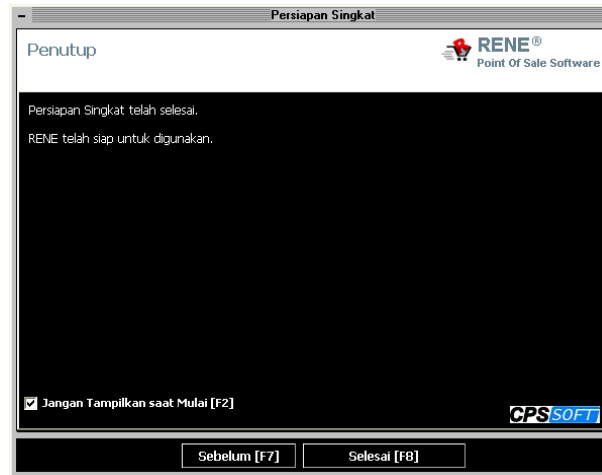 Persiapan Singkat
Penutup
RENE®
Point Of Sale Software
Persiapan Singkat telah selesai.
RENE telah siap untuk digunakan.
Jangan Tampilkan saat Mulai [F2]
CPSSOFT
Sebelum [F7]
Selesai [F8]